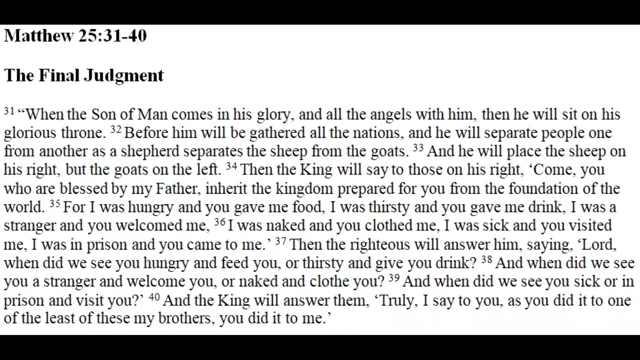 Matthew 25:31-40
The Final Judgment
31 “When the Son of Man comes in his glory, and all the angels with him, then he will sit on his
glorious throne. 32 Before him will be gathered all the nations, and he will separate people one
from another as a shepherd separates the sheep from the goats. 33 And he will place the sheep on
his right, but the goats on the left. 34 Then the King will say to those on his right, ‘Come, you
who are blessed by my Father, inherit the kingdom prepared for you from the foundation of the
world. 35 For I was hungry and you gave me food, I was thirsty and you gave me drink, I was a
stranger and you welcomed me, 36 I was naked and you clothed me, I was sick and you visited
me, I was in prison and you came to me.’ 37 Then the righteous will answer him, saying, ‘Lord,
when did we see you hungry and feed you, or thirsty and give you drink? 38 And when did we see
you a stranger and welcome you, or naked and clothe you? 39 And when did we see you sick or in
prison and visit you?’ 40 And the King will answer them, ‘Truly, I say to you, as you did it to one
of the least of these my brothers, you did it to me.’